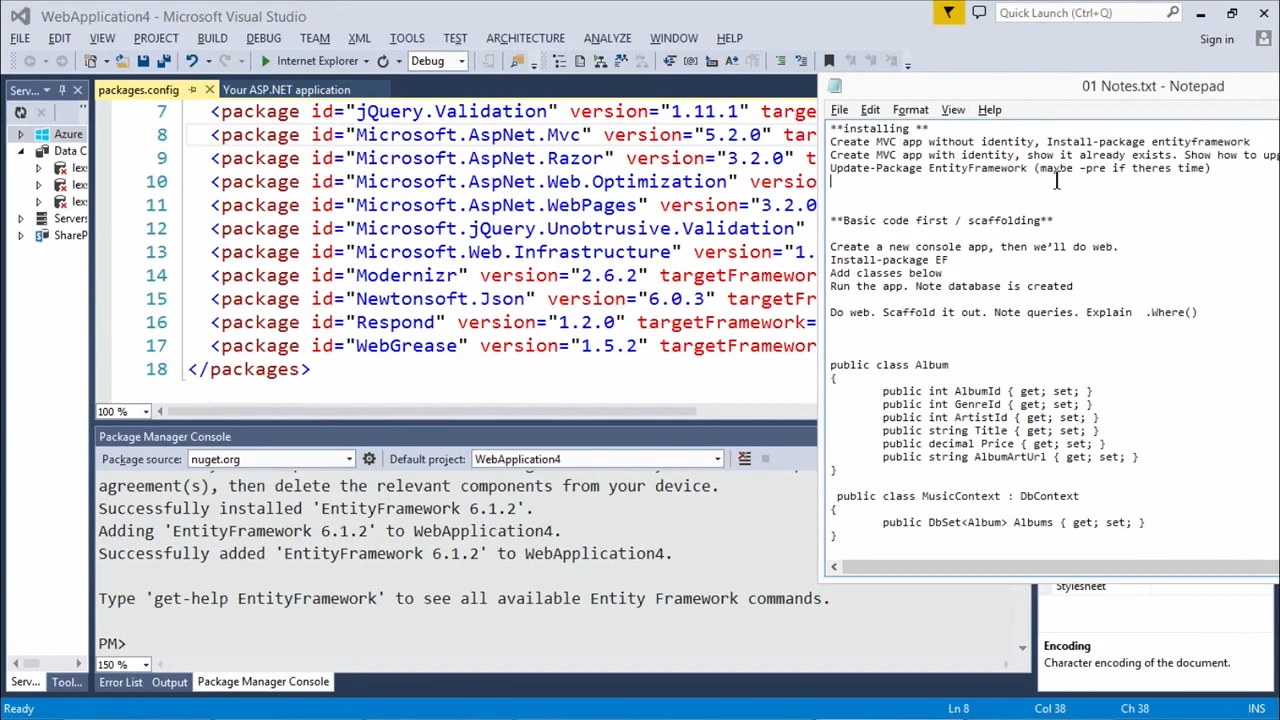 WebApplication4 - Microsoft Visual Studio
Quick Launch (Ctrl+Q)
FILE EDIT VIEW PROJECT BUILD DEBUG TEAM XML TOOLS TEST ARCHITECTURE ANALYZE WINDOW HELP
Sign in
Internet Explorer
Debug
Serv...
packages.config
Your ASP.NET application
Azure
Data C
lex
lex
lex
Servers
ShareP
7 <package id="jQuery.Validation" version="1.11.1" targe
8 <package id="Microsoft.AspNet.Mvc" version="5.2.0" tar
9 <package id="Microsoft.AspNet.Razor" version="3.2.0" t
10 <package id="Microsoft.AspNet.Web.Optimization" versio
11 <package id="Microsoft.AspNet.WebPages" version="3.2.0
12 <package id="Microsoft.jQuery.Unobtrusive.Validation"
13 <package id="Microsoft.Web.Infrastructure" version="1.
14 <package id="Modernizr" version="2.6.2" targetFramewor
15 <package id="Newtonsoft.Json" version="6.0.3" targetFr
16 <package id="Respond" version="1.2.0" targetFramework=
17 <package id="WebGrease" version="1.5.2" targetFramewor
18 </packages>
100 %
Package Manager Console
Package source: nuget.org
Default project: WebApplication4
agreement(s), then delete the relevant components from your device.
Successfully installed 'EntityFramework 6.1.2'.
Adding 'EntityFramework 6.1.2' to WebApplication4.
Successfully added 'EntityFramework 6.1.2' to WebApplication4.
Type 'get-help EntityFramework' to see all available Entity Framework commands.
PM>
150 %
Serv... Tool...
Error List Output Package Manager Console
Ready
Ln 8 Col 38 Ch 38 INS
01 Notes.txt - Notepad
File Edit Format View Help
**installing **
Create MVC app without identity, Install-package entityframework
Create MVC app with identity, show it already exists. Show how to upg
Update-Package EntityFramework (maybe -pre if theres time)
**Basic code first / scaffolding**
Create a new console app, then we'll do web.
Install-package EF
Add classes below
Run the app. Note database is created
Do web. Scaffold it out. Note queries. Explain .Where()
public class Album
{
public int AlbumId { get; set; }
public int GenreId { get; set; }
public int ArtistId { get; set; }
public string Title { get; set; }
public decimal Price { get; set; }
public string AlbumArtUrl { get; set; }
}
public class MusicContext : DbContext
{
public DbSet<Album> Albums { get; set; }
}
Stylesheet
Encoding
Character encoding of the document.